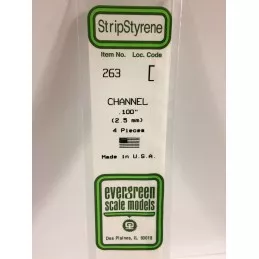 StripStyrene
Item No. Loc. Code
263 [
CHANNEL
.100"
(2.5 mm)
4 Pieces
Made in U.S.A.
evergreen
scale models
Des Plaines, IL 60018